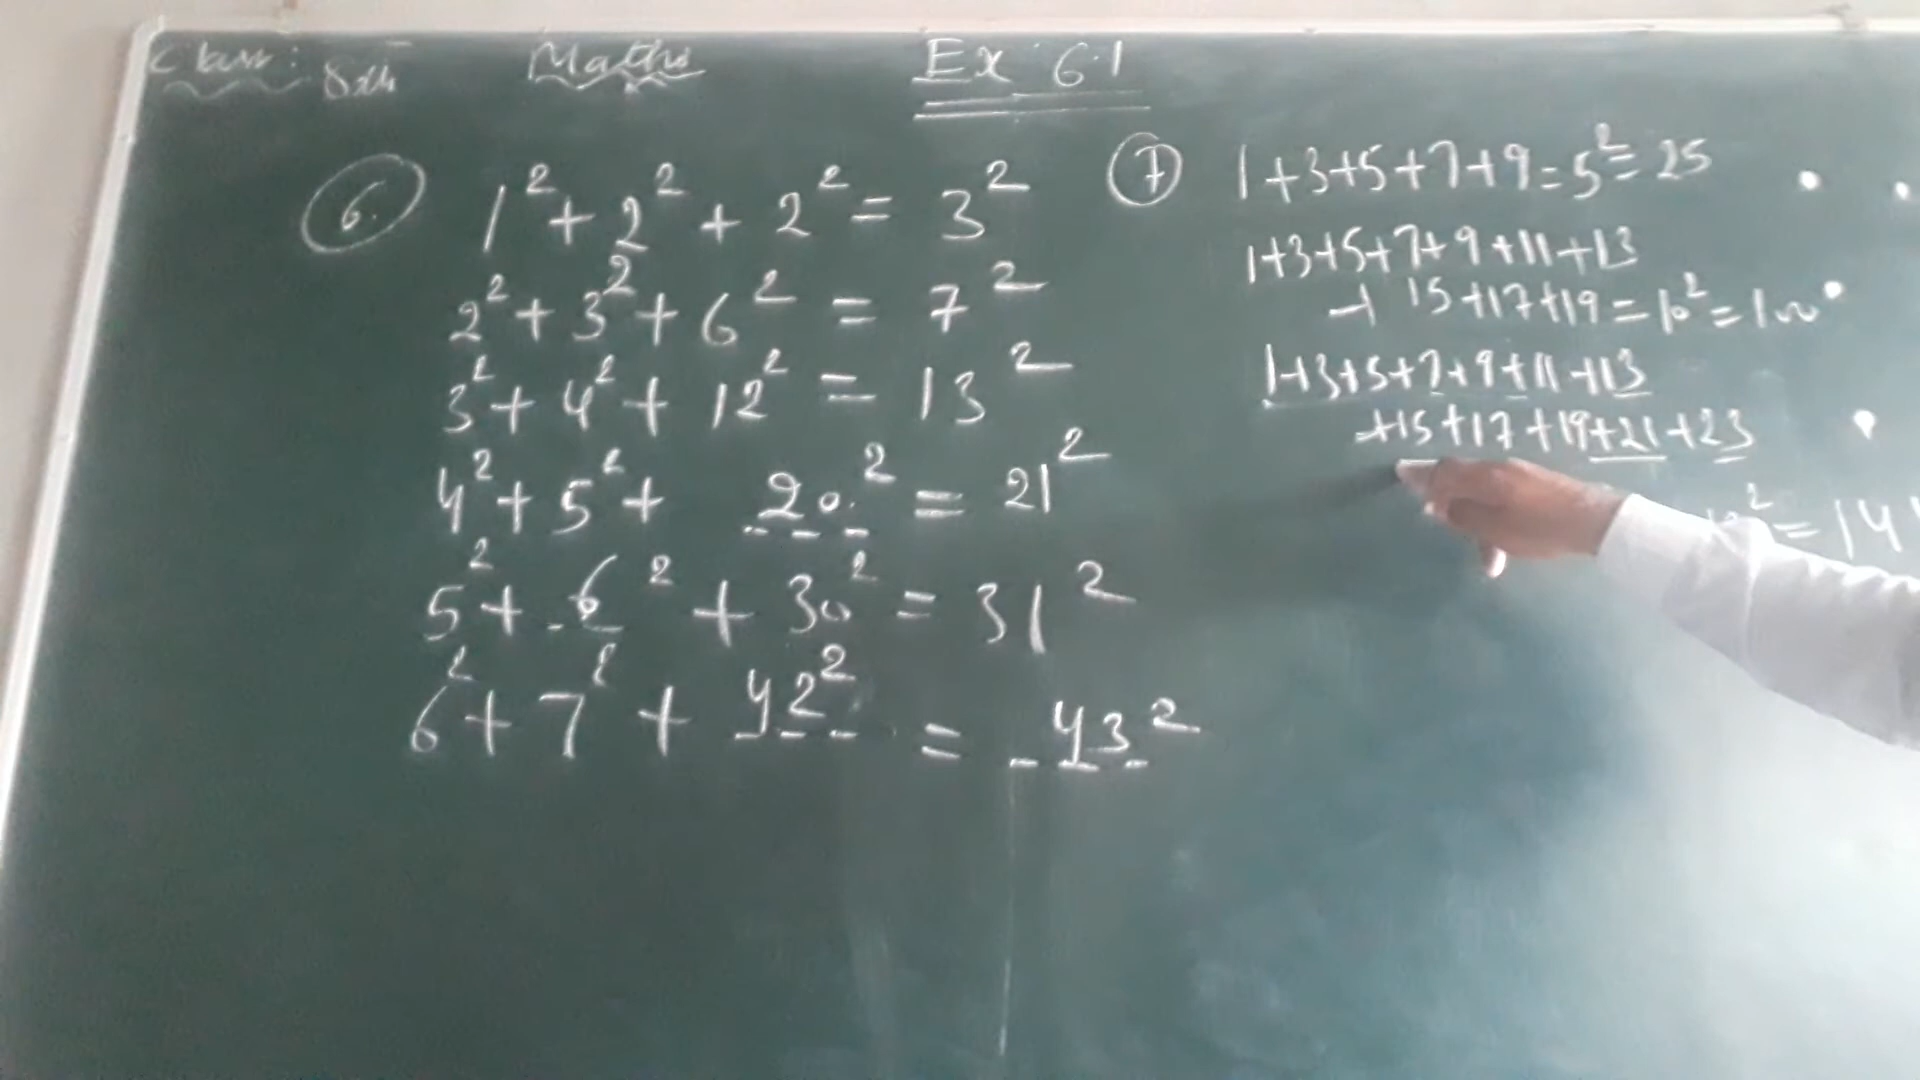 Class: 8th Maths Ex 6.1
6. 1² + 2² + 2² = 3²
2² + 3² + 6² = 7²
3² + 4² + 12² = 13²
4² + 5² + 20² = 21²
5² + 6² + 30² = 31²
6² + 7² + 42² = 43²
7 1+3+5+7+9=5²=25
1+3+5+7+9+11+13
+ 15+17+19=10²=100
1+3+5+7+9+11+13
+15+17+19+21+23
² = 14